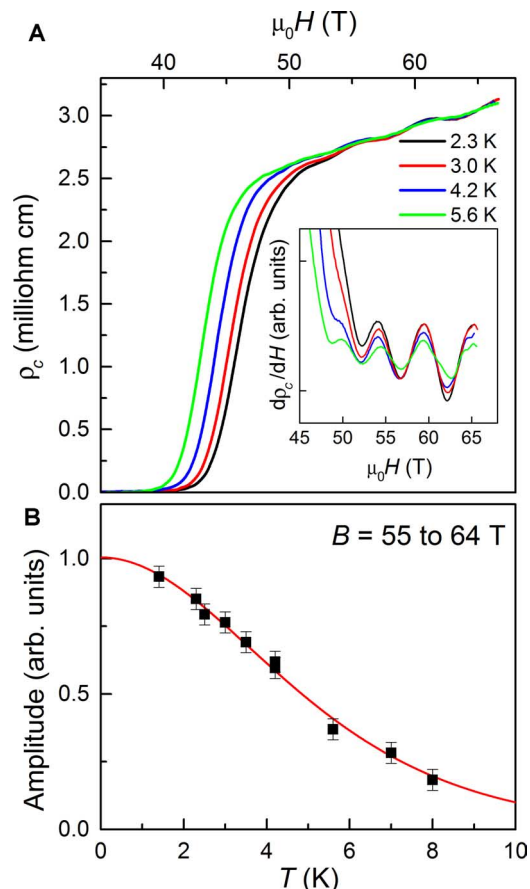 A
μ₀H (T)
40 50 60
3.0
2.5
2.0
1.5
1.0
0.5
0.0
ρc (milliohm cm)
2.3 K
3.0 K
4.2 K
5.6 K
dρc/dH (arb. units)
45 50 55 60 65
μ₀H (T)
B
B = 55 to 64 T
1.0
0.5
0.0
Amplitude (arb. units)
0 2 4 6 8 10
T (K)